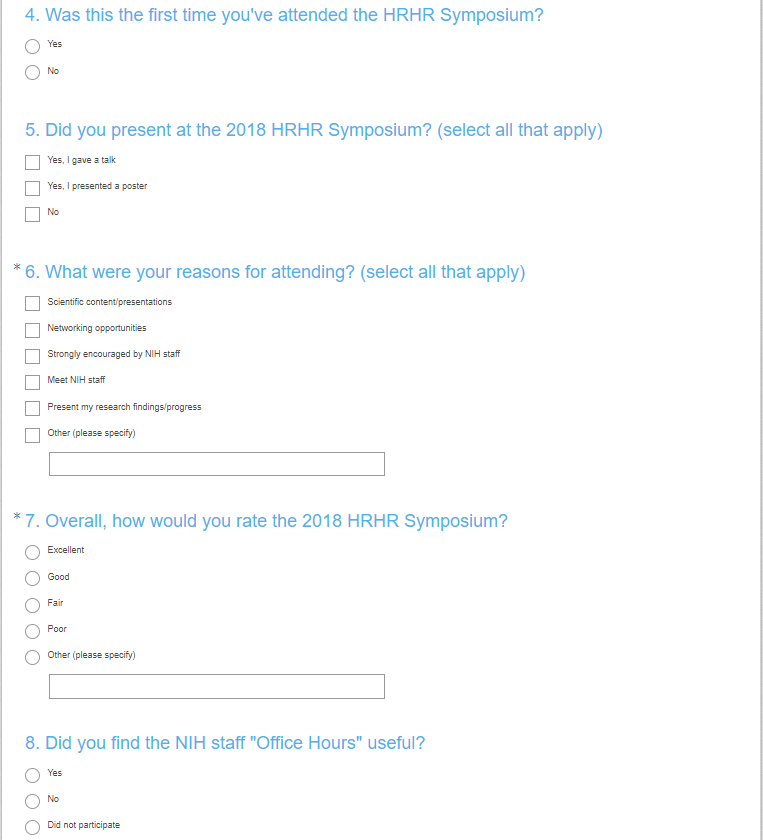 4. Was this the first time you've attended the HRHR Symposium?
Yes
No
5. Did you present at the 2018 HRHR Symposium? (select all that apply)
Yes, I gave a talk
Yes, I presented a poster
No
* 6. What were your reasons for attending? (select all that apply)
Scientific content/presentations
Networking opportunities
Strongly encouraged by NIH staff
Meet NIH staff
Present my research findings/progress
Other (please specify)
* 7. Overall, how would you rate the 2018 HRHR Symposium?
Excellent
Good
Fair
Poor
Other (please specify)
8. Did you find the NIH staff "Office Hours" useful?
Yes
No
Did not participate